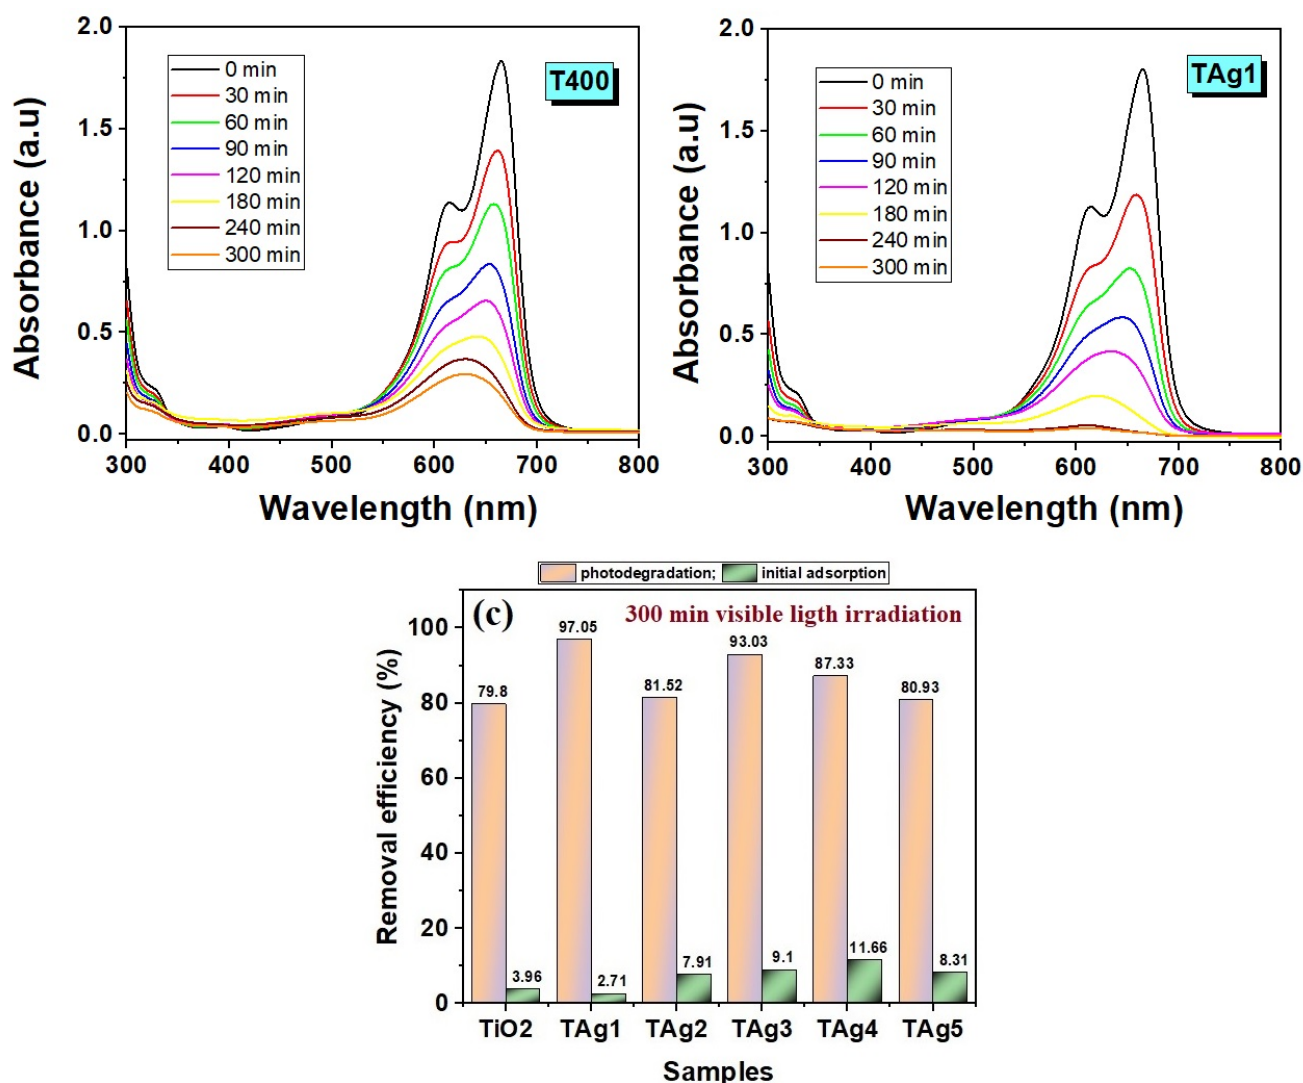 2.0
1.5
1.0
0.5
0.0
Absorbance (a.u)
0 min
30 min
60 min
90 min
120 min
180 min
240 min
300 min
T400
300 400 500 600 700 800
Wavelength (nm)
2.0
1.5
1.0
0.5
0.0
Absorbance (a.u)
0 min
30 min
60 min
90 min
120 min
180 min
240 min
300 min
TAg1
300 400 500 600 700 800
Wavelength (nm)
photodegradation; initial adsorption
(c) 300 min visible ligth irradiation
100
80
60
40
20
0
Removal efficiency (%)
79.8 97.05 81.52 93.03 87.33 80.93
3.96 2.71 7.91 9.1 11.66 8.31
TiO2 TAg1 TAg2 TAg3 TAg4 TAg5
Samples